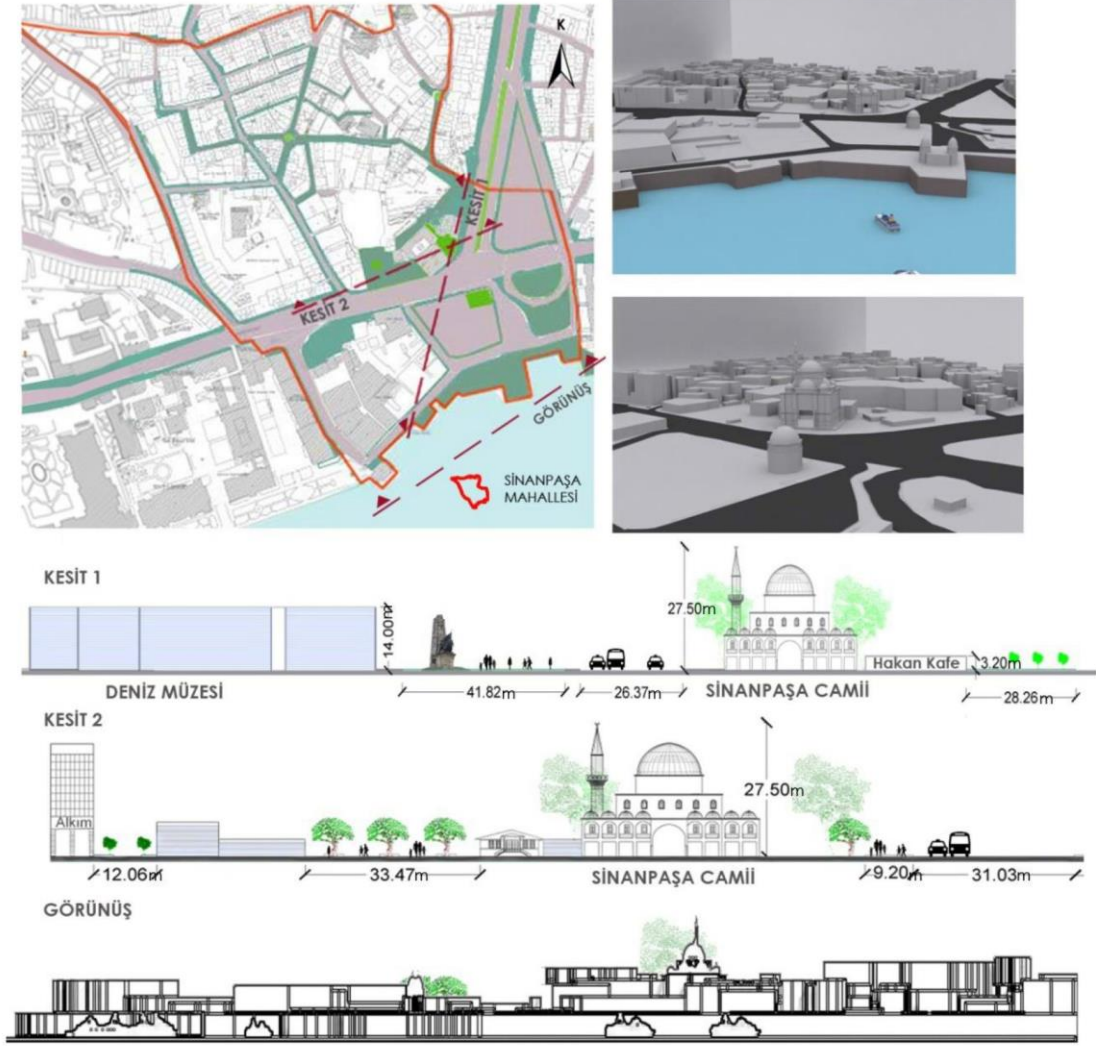 K
KESİT 1
KESİT 2
GÖRÜNÜŞ
SİNANPAŞA
MAHALLESİ
KESİT 1
27.50m
14.00m
Hakan Kafe
3.20m
DENİZ MÜZESİ
41.82m
26.37m
SİNANPAŞA CAMİİ
28.26m
KESİT 2
27.50m
Alkım
12.06m
33.47m
SİNANPAŞA CAMİİ
9.20m
31.03m
GÖRÜNÜŞ